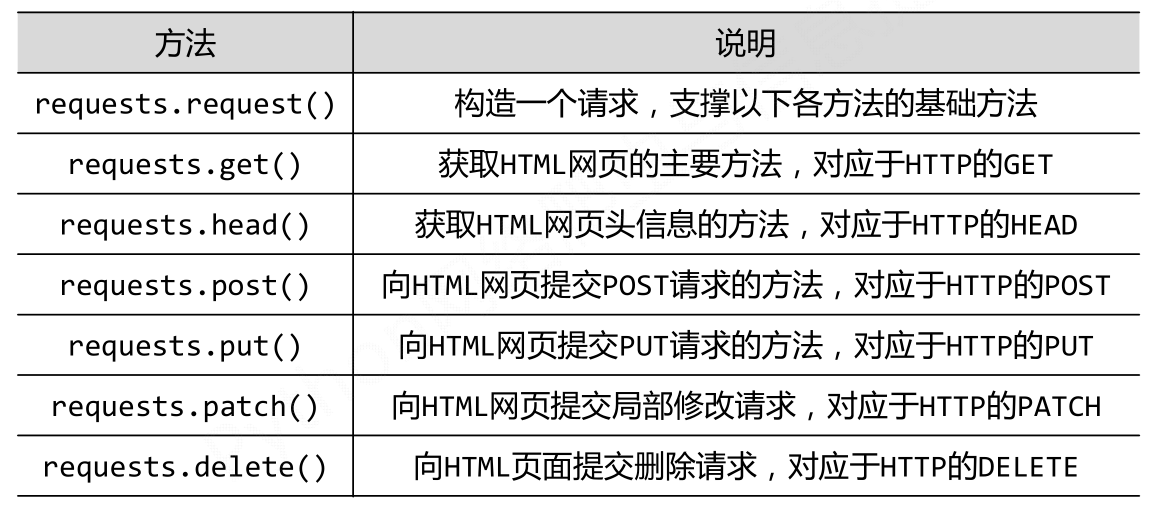 方法 说明
requests.request() 构造一个请求，支撑以下各方法的基础方法
requests.get() 获取HTML网页的主要方法，对应于HTTP的GET
requests.head() 获取HTML网页头信息的方法，对应于HTTP的HEAD
requests.post() 向HTML网页提交POST请求的方法，对应于HTTP的POST
requests.put() 向HTML网页提交PUT请求的方法，对应于HTTP的PUT
requests.patch() 向HTML网页提交局部修改请求，对应于HTTP的PATCH
requests.delete() 向HTML页面提交删除请求，对应于HTTP的DELETE